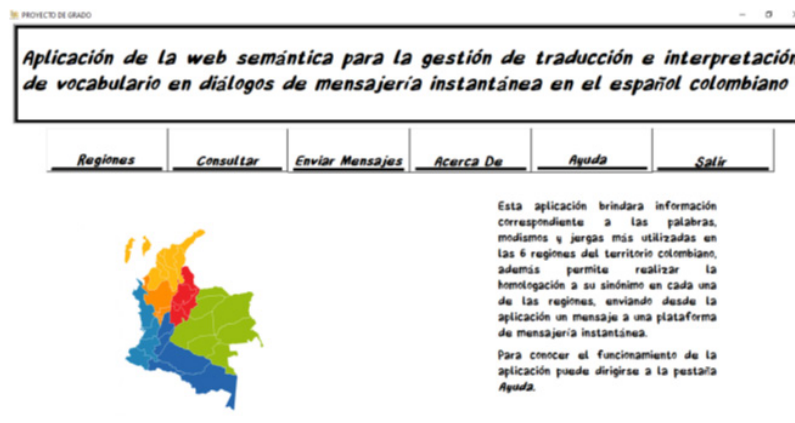 PROYECTO DE GRADO
Aplicación de la web semántica para la gestión de traducción e interpretación
de vocabulario en diálogos de mensajería instantánea en el español colombiano
Regiones Consultar Enviar Mensajes Acerca De Ayuda Salir
Esta aplicación brindara información
correspondiente a las palabras,
modismos y jergas más utilizadas en
las 6 regiones del territorio colombiano,
además permite realizar la
homologación a su sinónimo en cada una
de las regiones, enviando desde la
aplicación un mensaje a una plataforma
de mensajería instantánea.
Para conocer el funcionamiento de la
aplicación puede dirigirse a la pestaña
Ayuda.